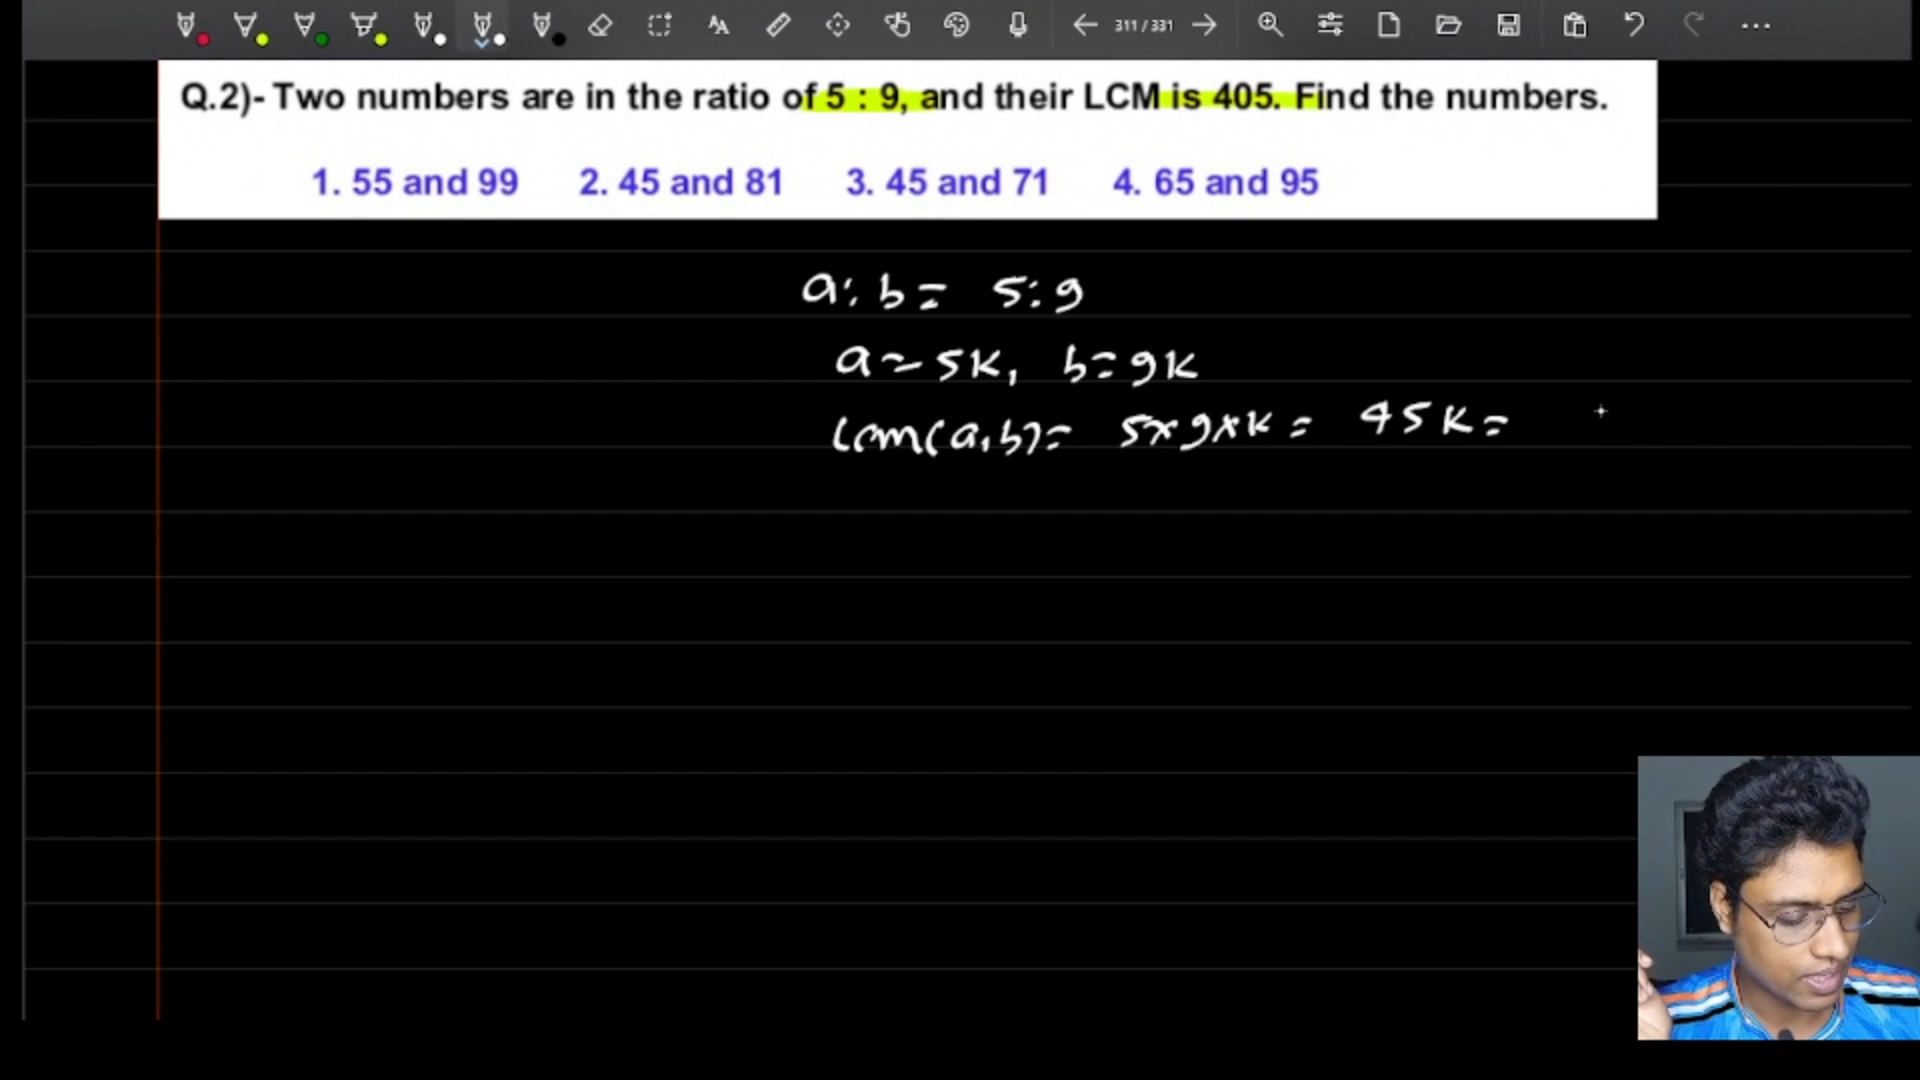 311 / 331
Q.2)- Two numbers are in the ratio of 5 : 9, and their LCM is 405. Find the numbers.
1. 55 and 99 2. 45 and 81 3. 45 and 71 4. 65 and 95
a : b = 5 : 9
a = 5k, b = 9k
Lcm(a,b) = 5×9×k = 45k =